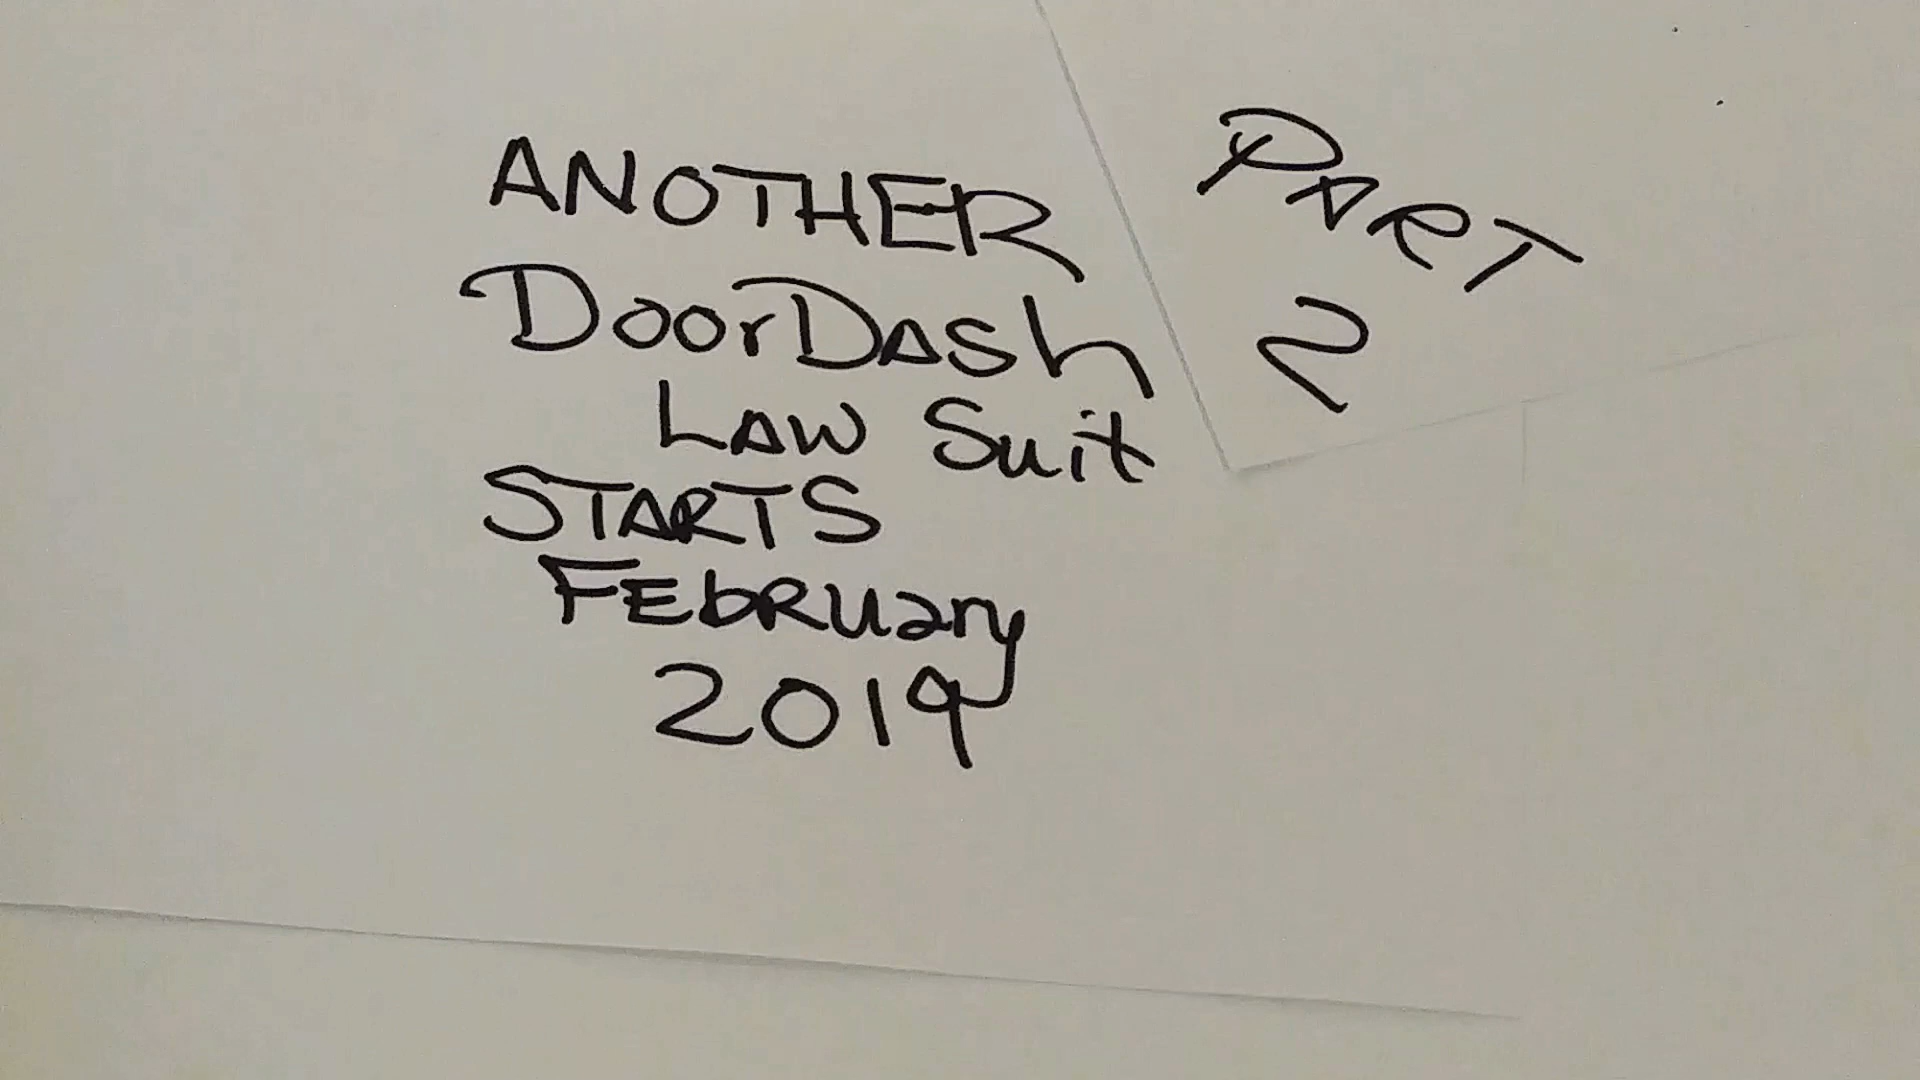 ANOTHER
DoorDash
LAW Suit
STARTS
FEbRuary
2019
PART
2